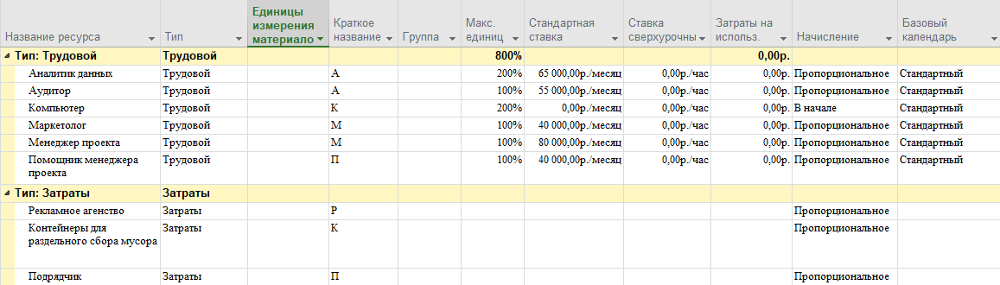 Название ресурса Тип Единицы измерения материало Краткое название Группа Макс. единиц Стандартная ставка Ставка сверхурочны Затраты на использ. Начисление Базовый календарь
Тип: Трудовой Трудовой 800% 0,00р.
Аналитик данных Трудовой А 200% 65 000,00р./месяц 0,00р./час 0,00р. Пропорциональное Стандартный
Аудитор Трудовой А 100% 55 000,00р./месяц 0,00р./час 0,00р. Пропорциональное Стандартный
Компьютер Трудовой К 200% 0,00р./месяц 0,00р./час 0,00р. В начале Стандартный
Маркетолог Трудовой М 100% 40 000,00р./месяц 0,00р./час 0,00р. Пропорциональное Стандартный
Менеджер проекта Трудовой М 100% 80 000,00р./месяц 0,00р./час 0,00р. Пропорциональное Стандартный
Помощник менеджера проекта Трудовой П 100% 40 000,00р./месяц 0,00р./час 0,00р. Пропорциональное Стандартный
Тип: Затраты Затраты
Рекламное агенство Затраты Р Пропорциональное
Контейнеры для раздельного сбора мусора Затраты К Пропорциональное
Подрядчик Затраты П Пропорциональное